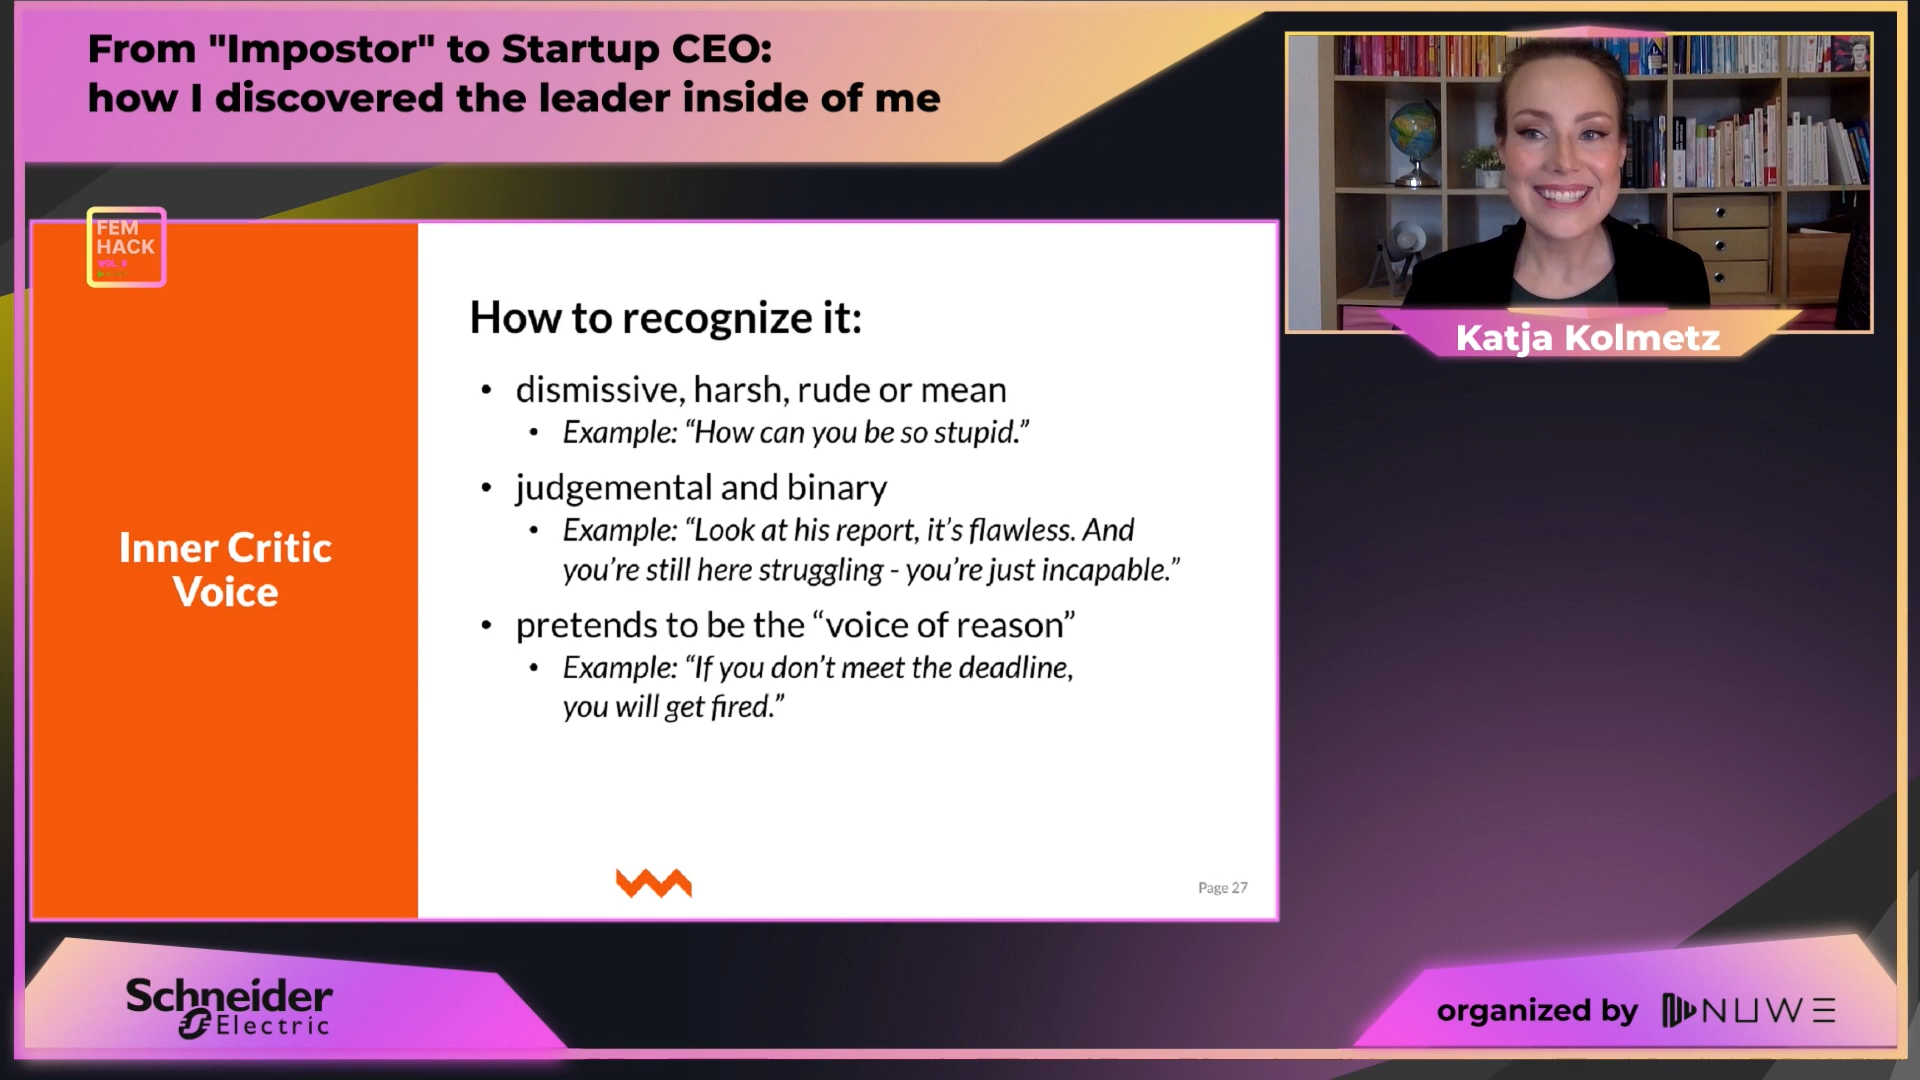 From "Impostor" to Startup CEO:
how I discovered the leader inside of me
FEM
HACK
Katja Kolmetz
Inner Critic
Voice
How to recognize it:
• dismissive, harsh, rude or mean
• Example: “How can you be so stupid.”
• judgemental and binary
• Example: “Look at his report, it’s flawless. And
you’re still here struggling - you’re just incapable.”
• pretends to be the “voice of reason”
• Example: “If you don’t meet the deadline,
you will get fired.”
Page 27
Schneider
Electric
organized by NUWE